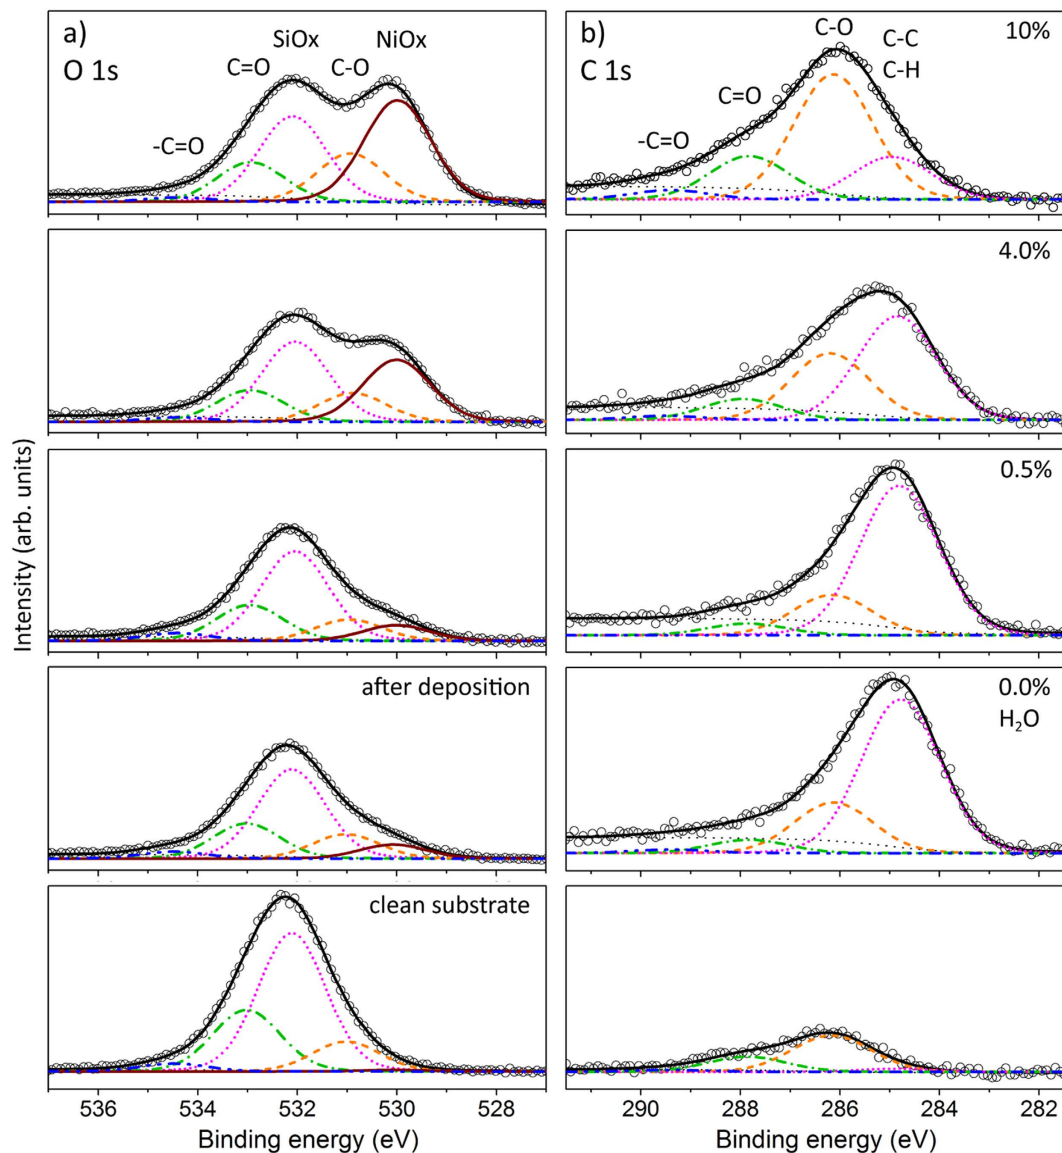 a)
O 1s
SiOx
NiOx
C=O
C-O
-C=O
b)
C 1s
C-O
C-C
C-H
C=O
-C=O
10%
4.0%
0.5%
after deposition
0.0%
H₂O
clean substrate
Intensity (arb. units)
536 534 532 530 528
290 288 286 284 282
Binding energy (eV)
Binding energy (eV)